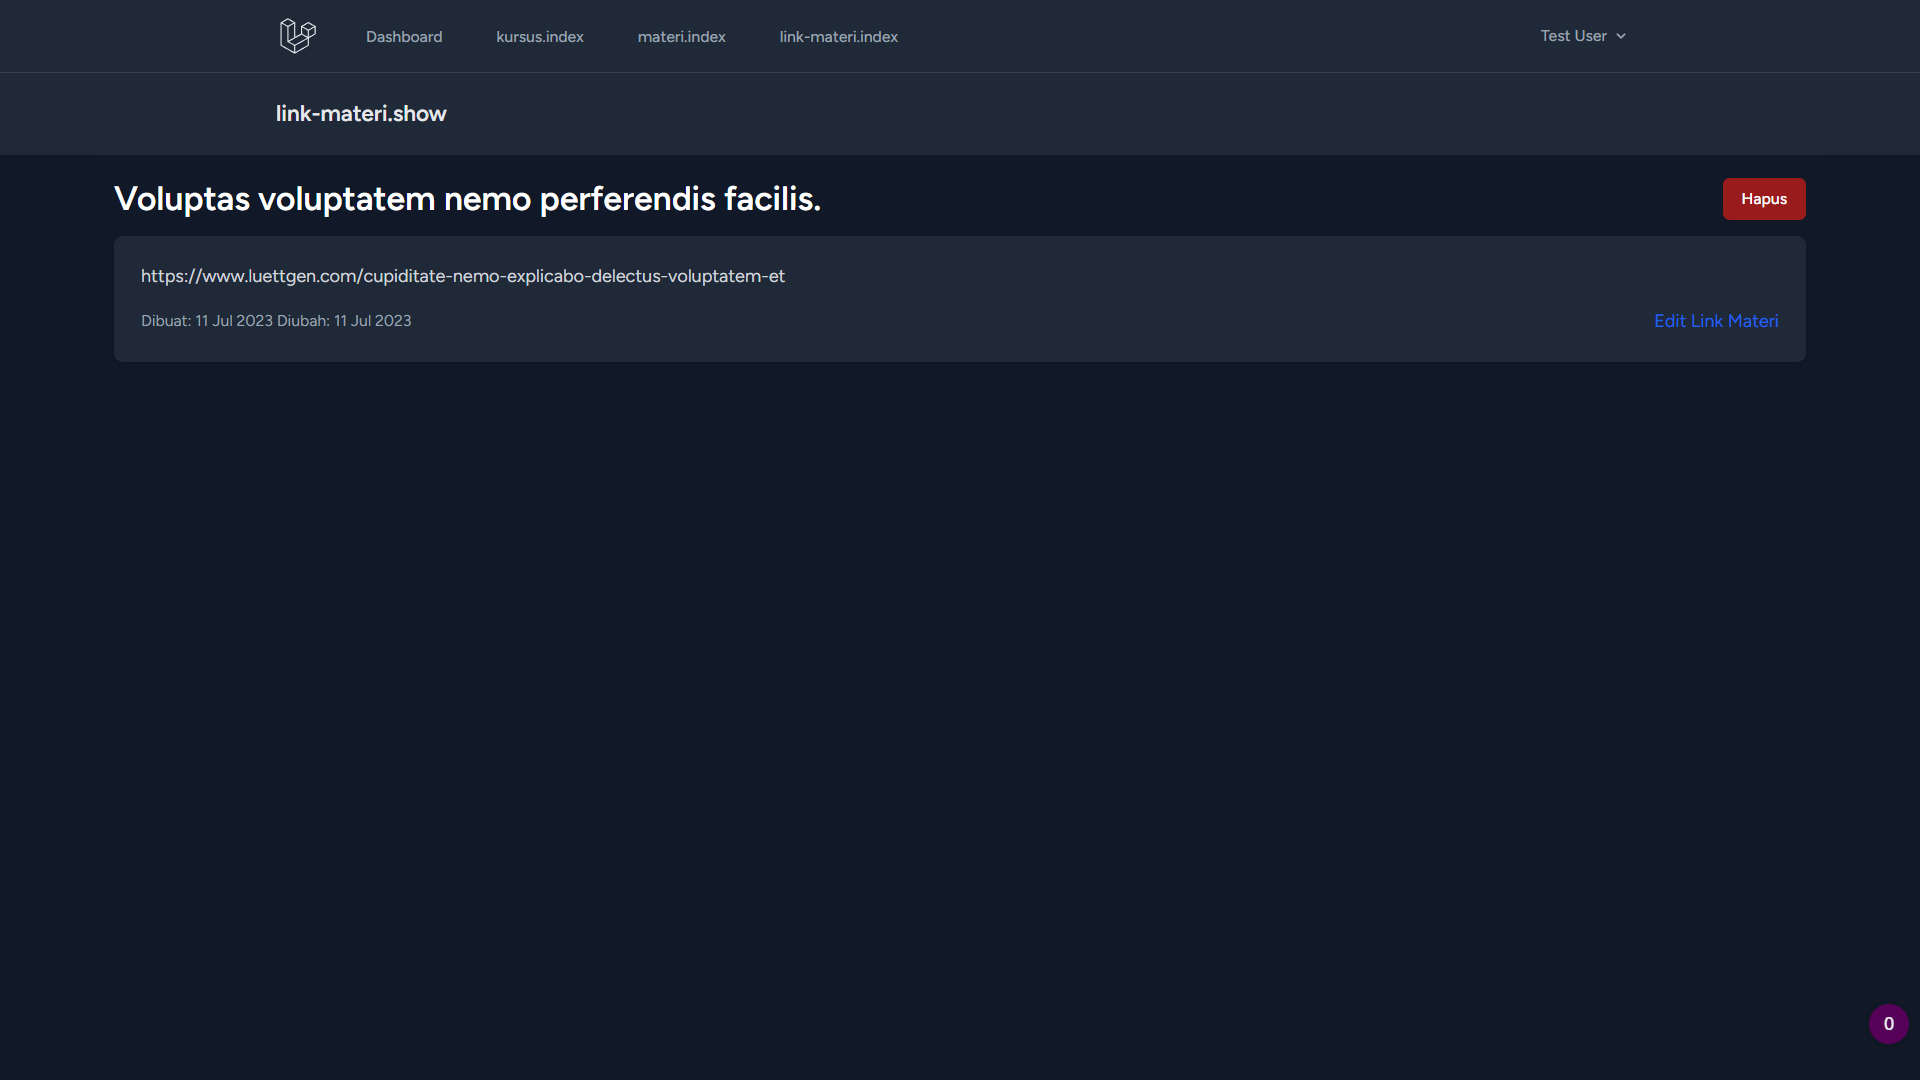 Dashboard kursus.index materi.index link-materi.index Test User
link-materi.show
Voluptas voluptatem nemo perferendis facilis. Hapus
https://www.luettgen.com/cupiditate-nemo-explicabo-delectus-voluptatem-et
Dibuat: 11 Jul 2023 Diubah: 11 Jul 2023 Edit Link Materi
0